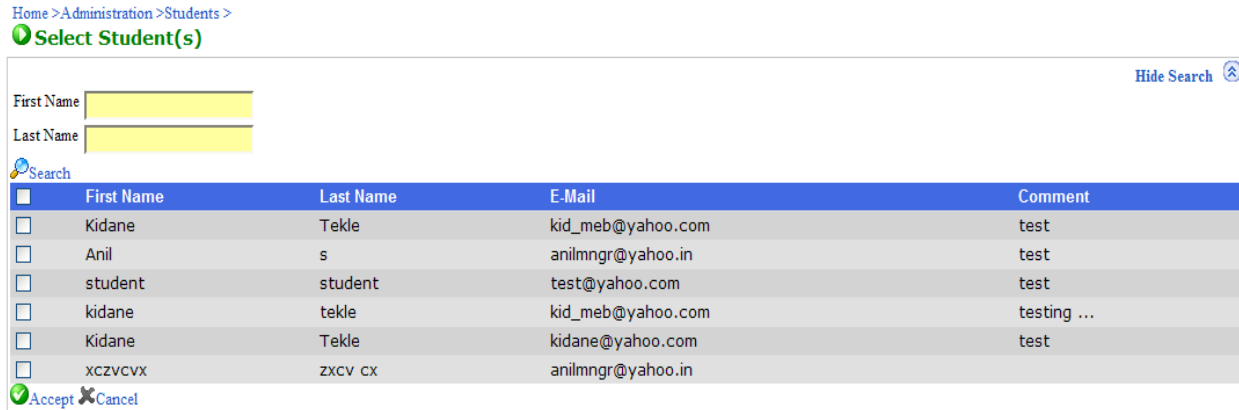 Home >Administration >Students >
Select Student(s)
Hide Search
First Name
Last Name
Search
First Name Last Name E-Mail Comment
Kidane Tekle kid_meb@yahoo.com test
Anil s anilmngr@yahoo.in test
student student test@yahoo.com test
kidane tekle kid_meb@yahoo.com testing ...
Kidane Tekle kidane@yahoo.com test
xczvcvx zxcv cx anilmngr@yahoo.in
Accept Cancel